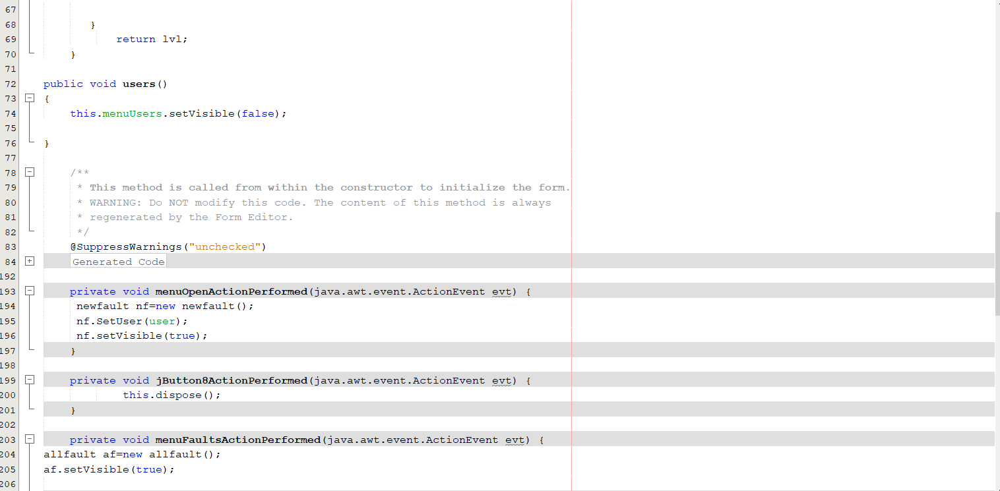 67
68 }
69 return lvl;
70 }
71
72 public void users()
73 {
74 this.menuUsers.setVisible(false);
75
76 }
77
78 /**
79 * This method is called from within the constructor to initialize the form.
80 * WARNING: Do NOT modify this code. The content of this method is always
81 * regenerated by the Form Editor.
82 */
83 @SuppressWarnings("unchecked")
84 Generated Code
192
193 private void menuOpenActionPerformed(java.awt.event.ActionEvent evt) {
194 newfault nf=new newfault();
195 nf.SetUser(user);
196 nf.setVisible(true);
197 }
198
199 private void jButton8ActionPerformed(java.awt.event.ActionEvent evt) {
200 this.dispose();
201 }
202
203 private void menuFaultsActionPerformed(java.awt.event.ActionEvent evt) {
204 allfault af=new allfault();
205 af.setVisible(true);
206